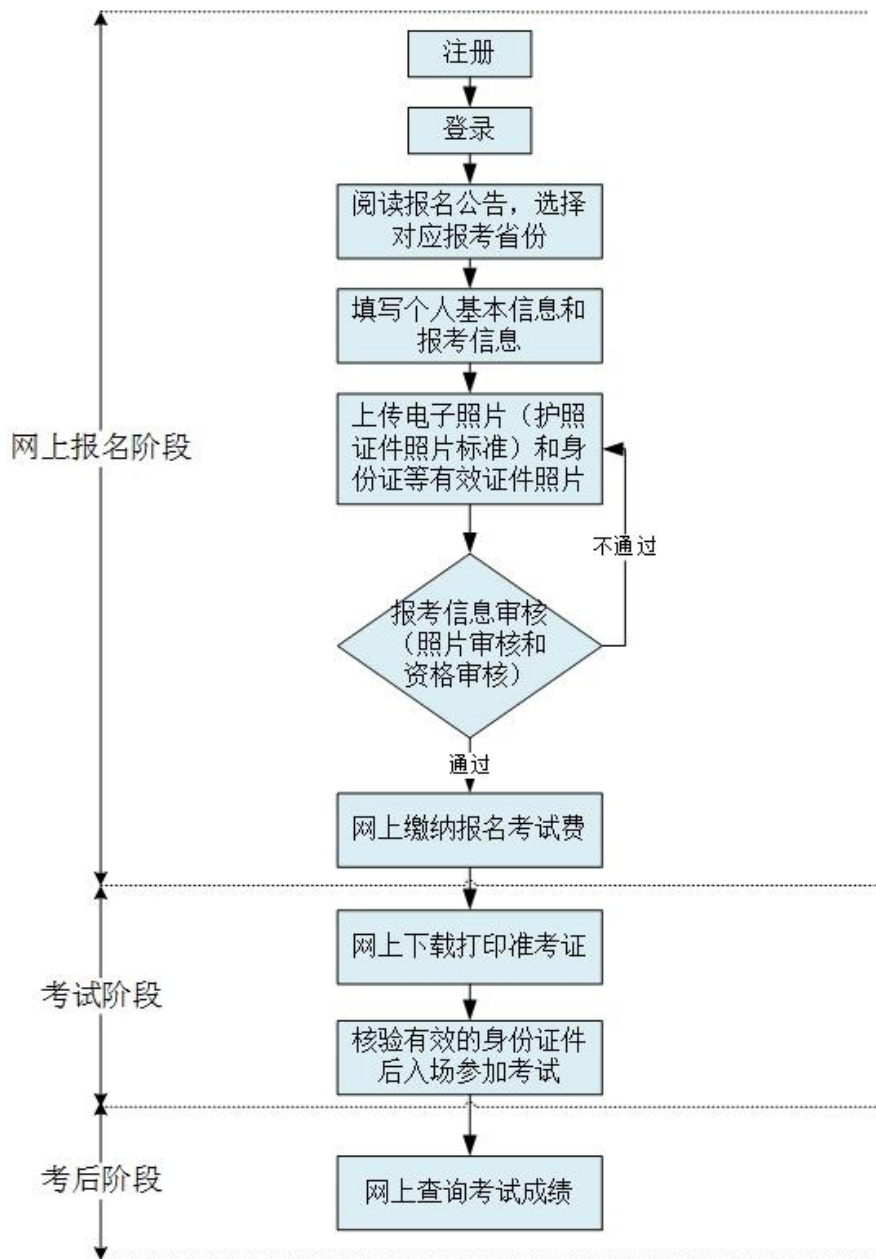 注册
登录
阅读报名公告，选择
对应报考省份
填写个人基本信息和
报考信息
上传电子照片（护照
证件照片标准）和身
份证等有效证件照片
网上报名阶段
不通过
报考信息审核
（照片审核和
资格审核）
通过
网上缴纳报名考试费
网上下载打印准考证
考试阶段
核验有效的身份证件
后入场参加考试
考后阶段
网上查询考试成绩